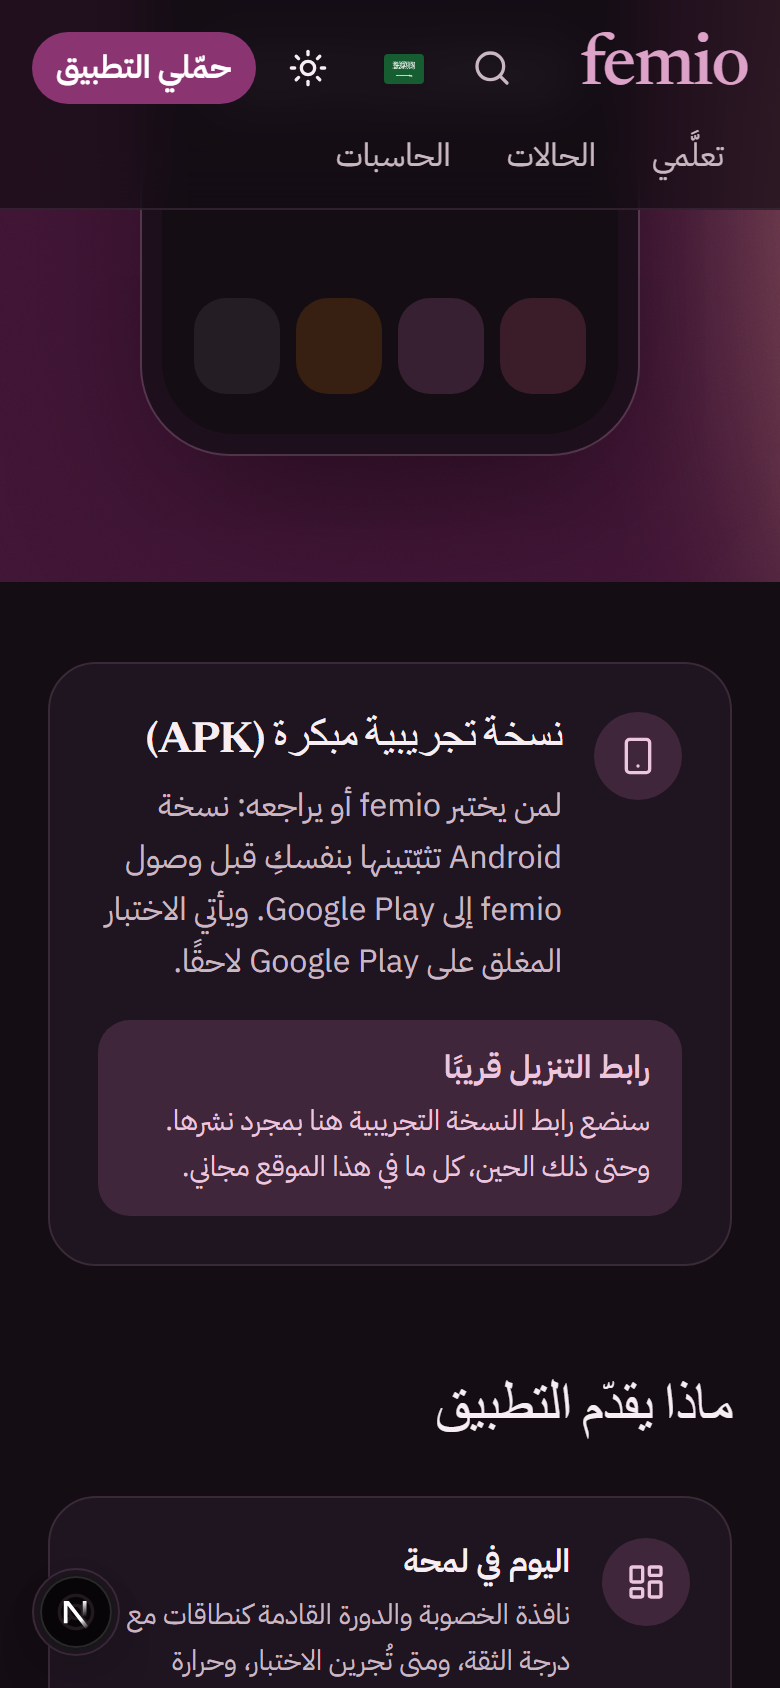 femio
حمّلي التطبيق
تعلَّمي
الحالات
الحاسبات
نسخة تجريبية مبكرة (APK)
لمن يختبر femio أو يراجعه: نسخة
Android تثبّتينها بنفسكِ قبل وصول
femio إلى Google Play. ويأتي الاختبار
المغلق على Google Play لاحقًا.
رابط التنزيل قريبًا
سنضع رابط النسخة التجريبية هنا بمجرد نشرها.
وحتى ذلك الحين، كل ما في هذا الموقع مجاني.
ماذا يقدّم التطبيق
اليوم في لمحة
نافذة الخصوبة والدورة القادمة كنطاقات مع
درجة الثقة، ومتى تُجرين الاختبار، وحرارة
N